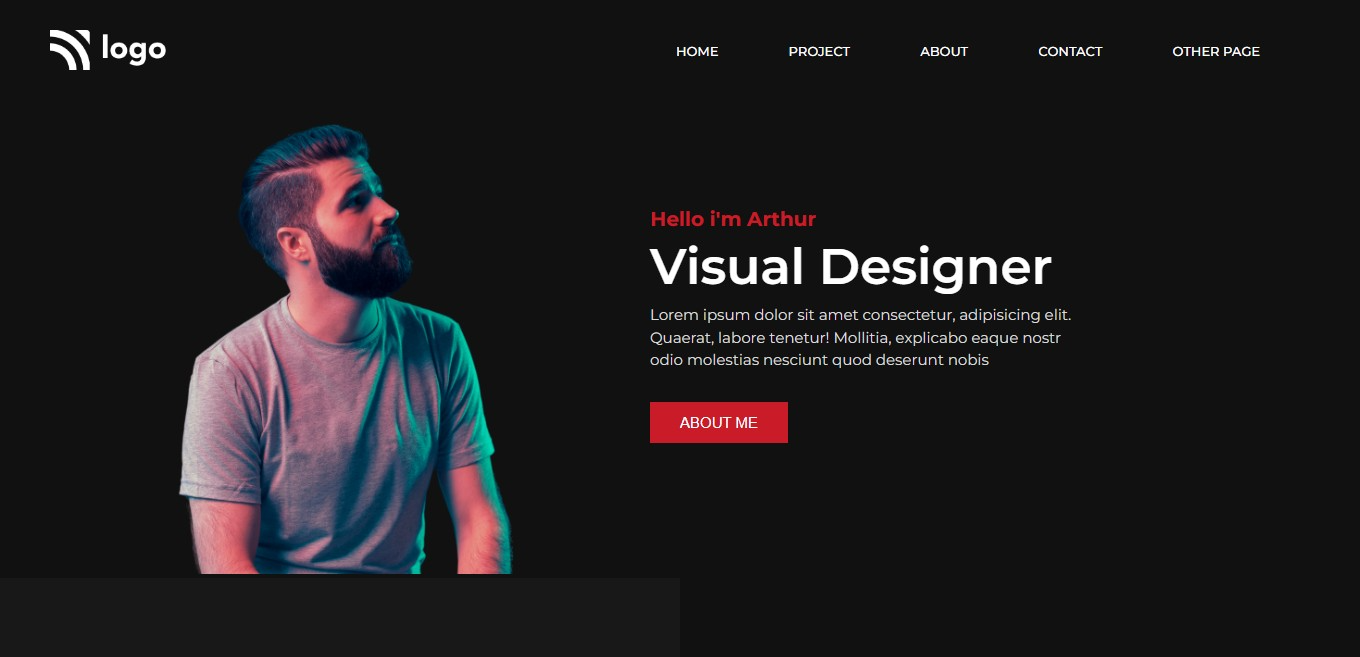 logo
HOME PROJECT ABOUT CONTACT OTHER PAGE
Hello i'm Arthur
Visual Designer
Lorem ipsum dolor sit amet consectetur, adipisicing elit.
Quaerat, labore tenetur! Mollitia, explicabo eaque nostr
odio molestias nesciunt quod deserunt nobis
ABOUT ME